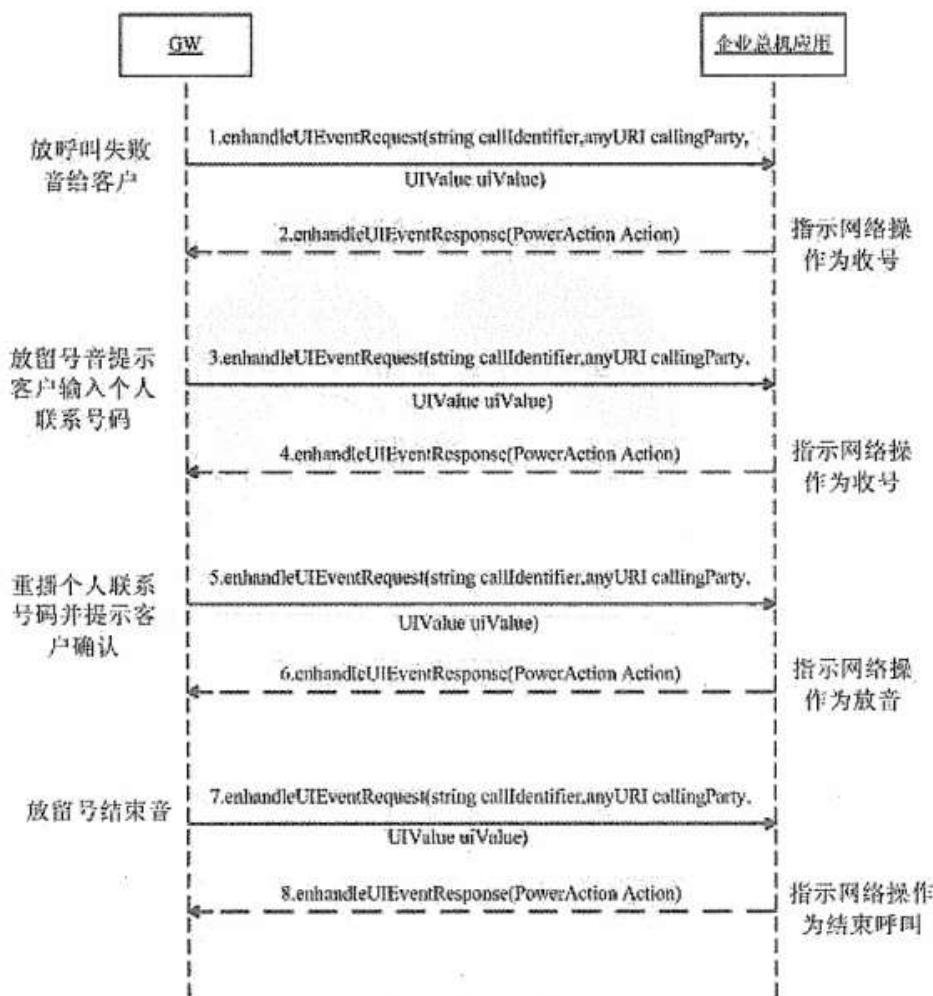 GW
企业总机应用
放呼叫失败
音给客户
1.enhandleUIEventRequest(string callIdentifier,anyURI callingParty,
UIValue uiValue)
2.enhandleUIEventResponse(PowerAction Action)
指示网络操
作为收号
放留号音提示
客户输入个人
联系号码
3.enhandleUIEventRequest(string callIdentifier,anyURI callingParty,
UIValue uiValue)
4.enhandleUIEventResponse(PowerAction Action)
指示网络操
作为收号
重播个人联系
号码并提示客
户确认
5.enhandleUIEventRequest(string callIdentifier,anyURI callingParty,
UIValue uiValue)
6.enhandleUIEventResponse(PowerAction Action)
指示网络操
作为放音
放留号结束音
7.enhandleUIEventRequest(string callIdentifier,anyURI callingParty,
UIValue uiValue)
8.enhandleUIEventResponse(PowerAction Action)
指示网络操作
为结束呼叫